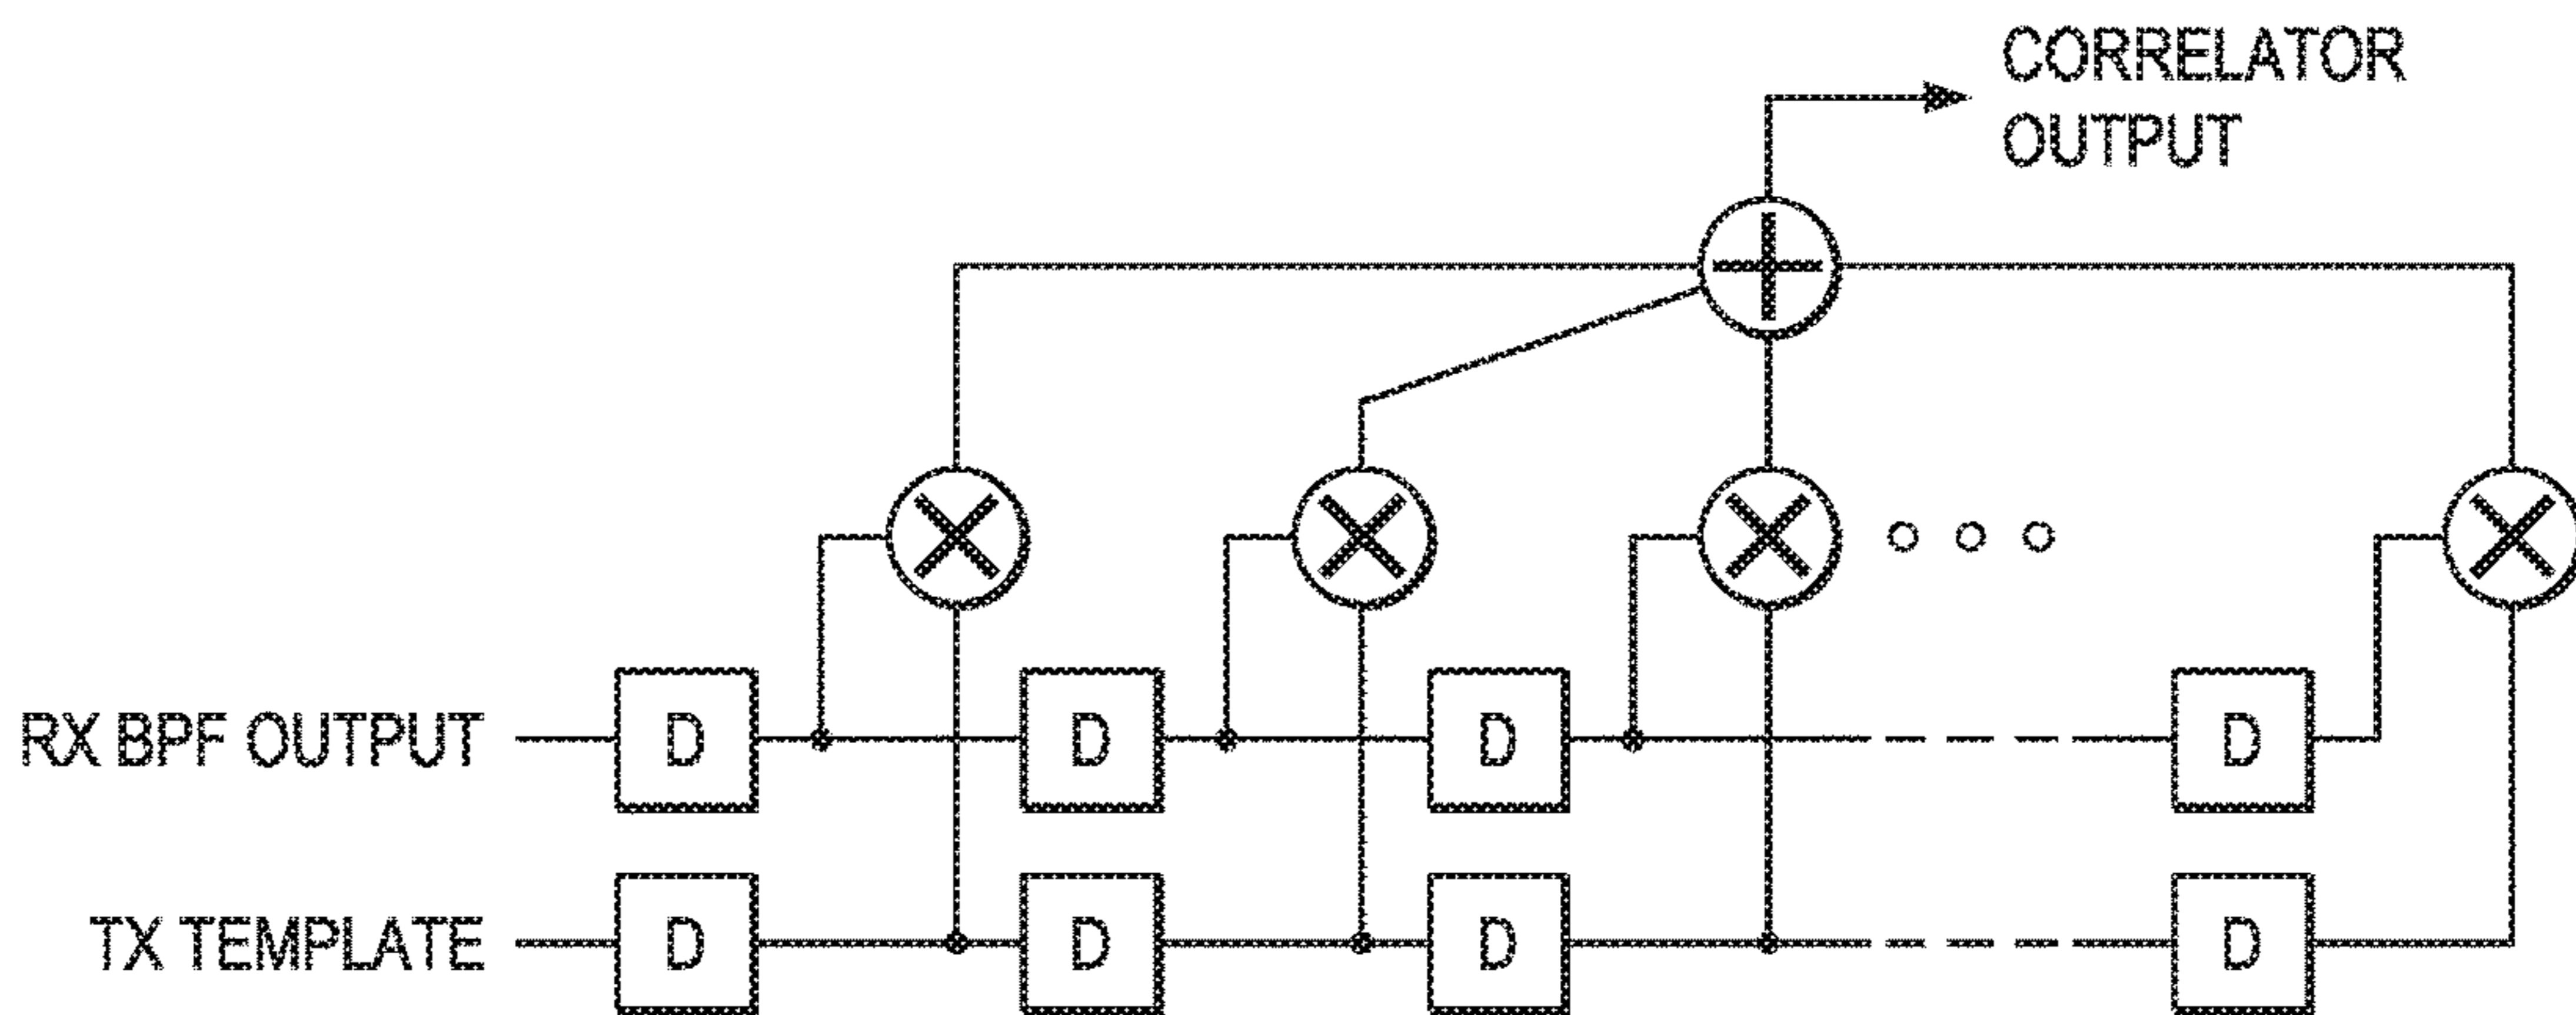 CORRELATOR
OUTPUT
RX BPF OUTPUT
D D D D
TX TEMPLATE
D D D D